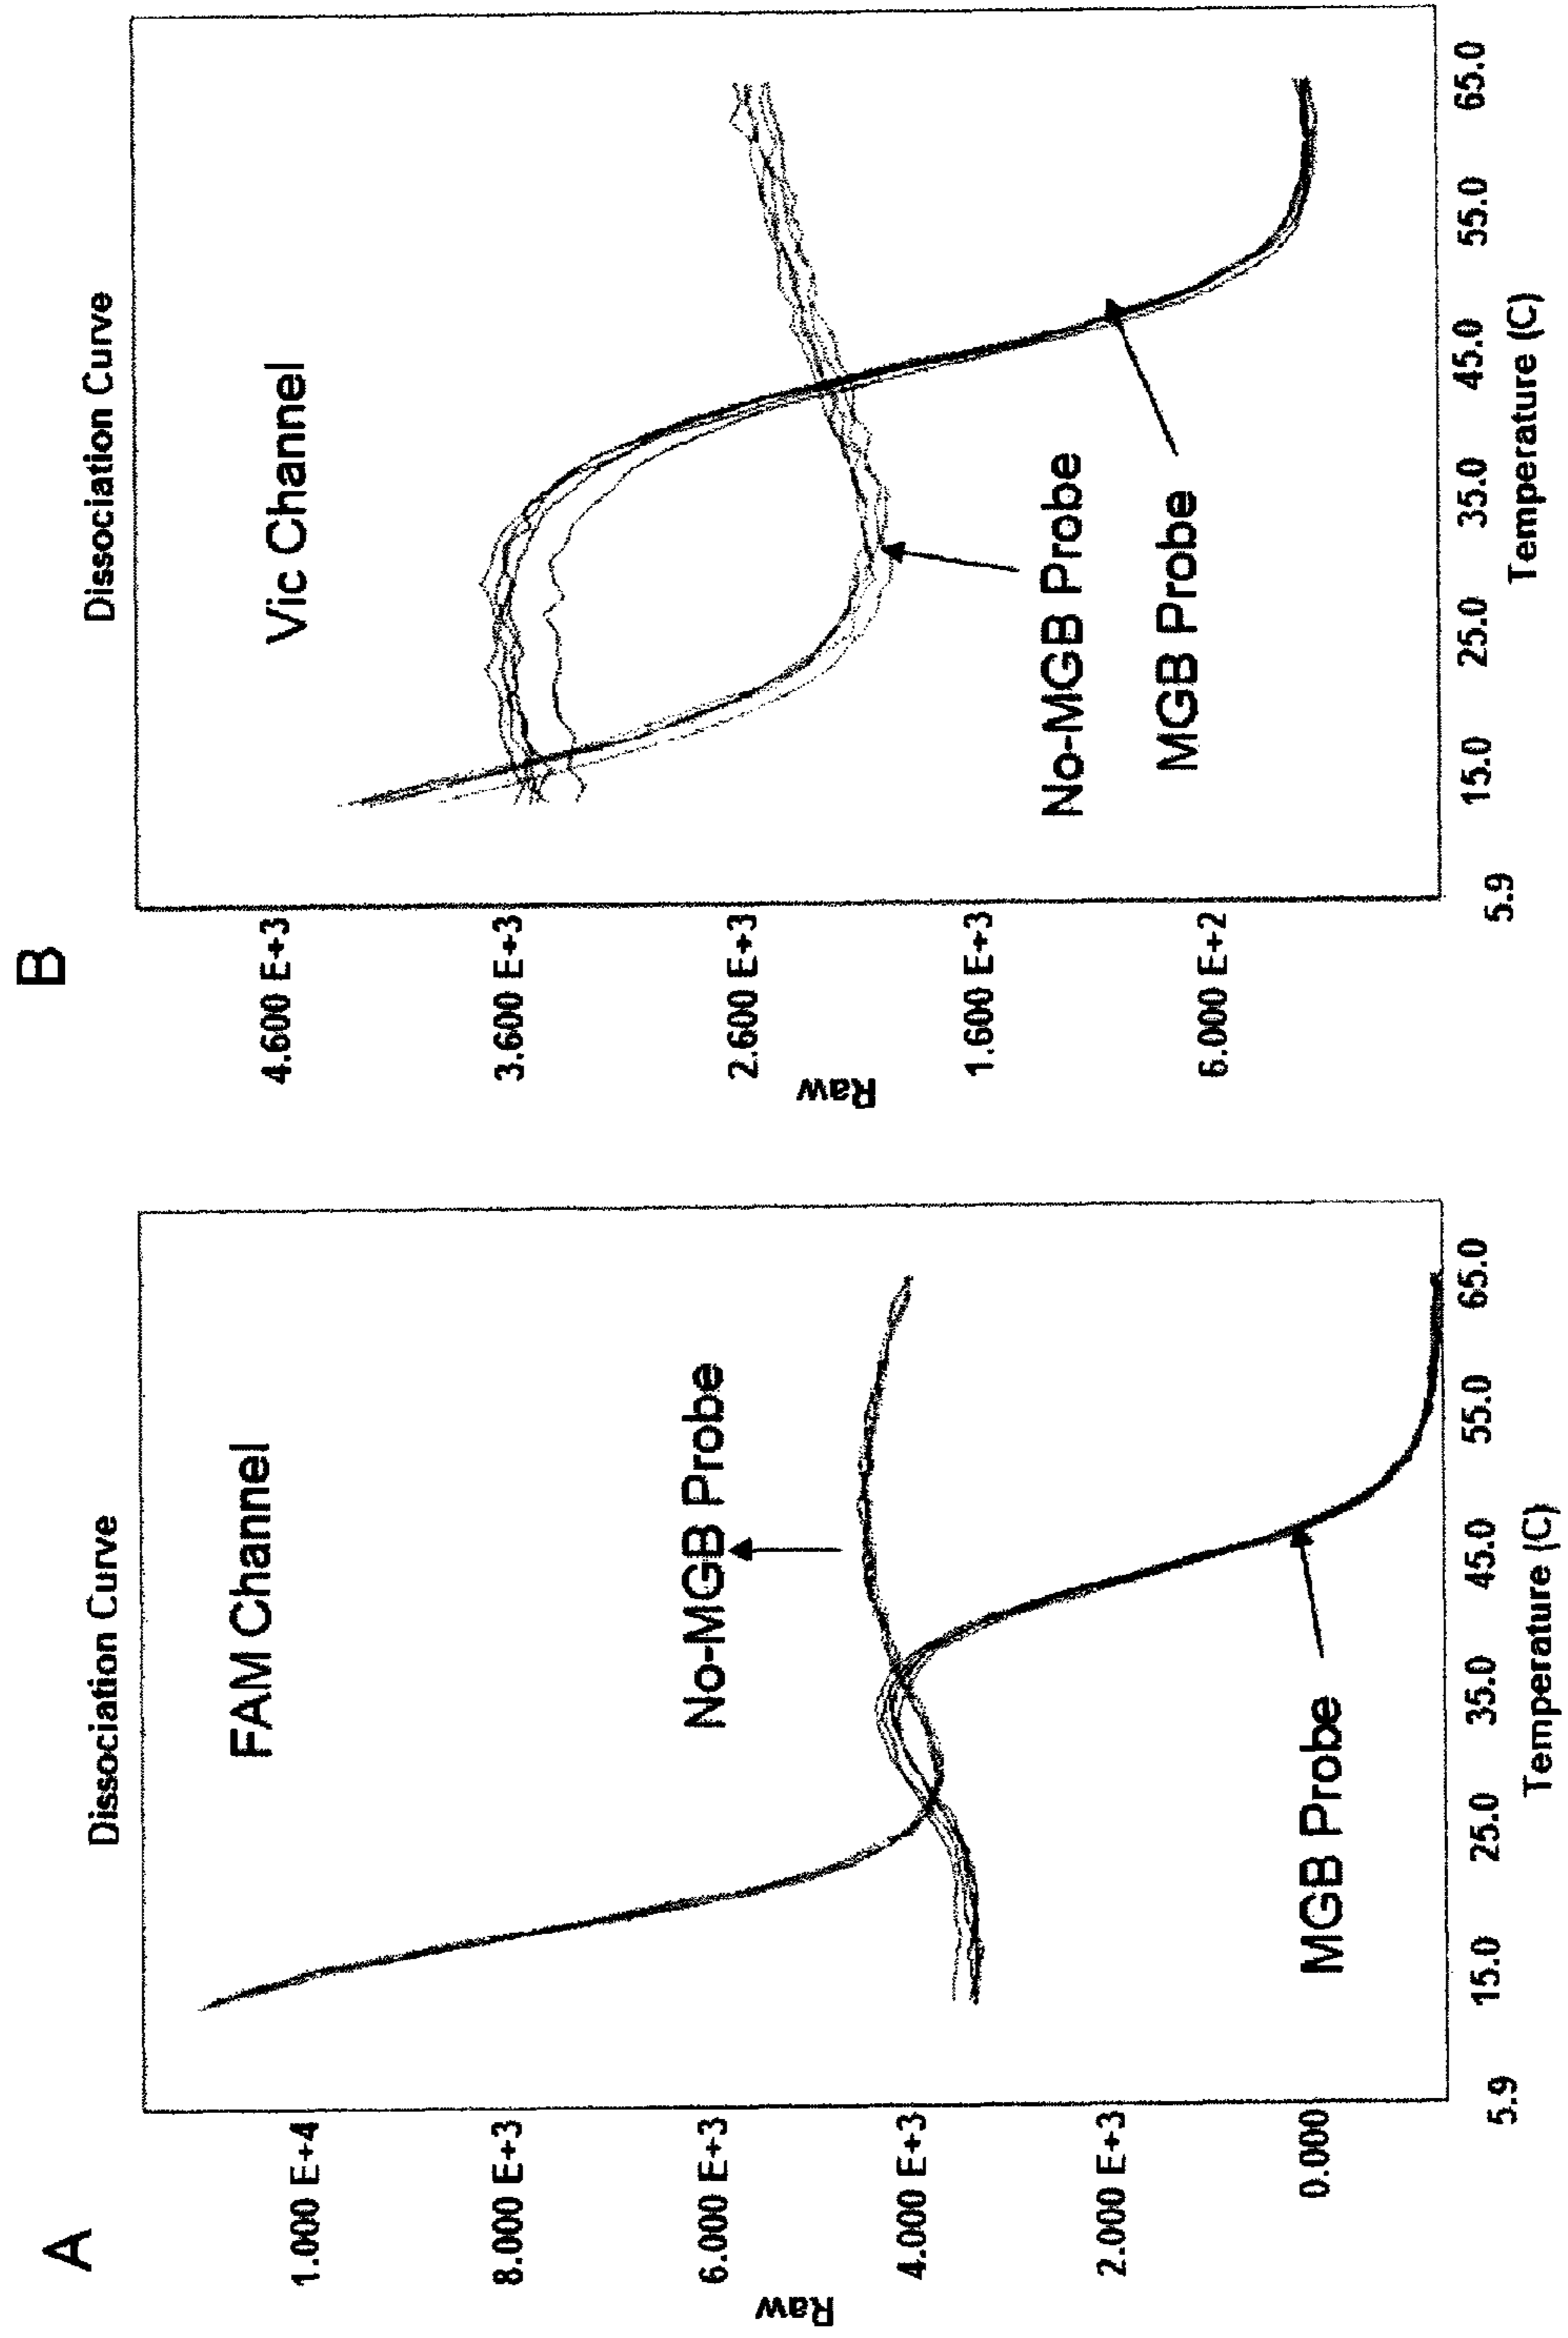 A
Dissociation Curve
FAM Channel
No-MGB Probe
MGB Probe
Raw
1.000 E+4
8.000 E+3
6.000 E+3
4.000 E+3
2.000 E+3
0.000
5.9
15.0
25.0
35.0
45.0
55.0
65.0
Temperature (C)
B
Dissociation Curve
Vic Channel
No-MGB Probe
MGB Probe
Raw
4.600 E+3
3.600 E+3
2.600 E+3
1.600 E+3
6.000 E+2
5.9
15.0
25.0
35.0
45.0
55.0
65.0
Temperature (C)